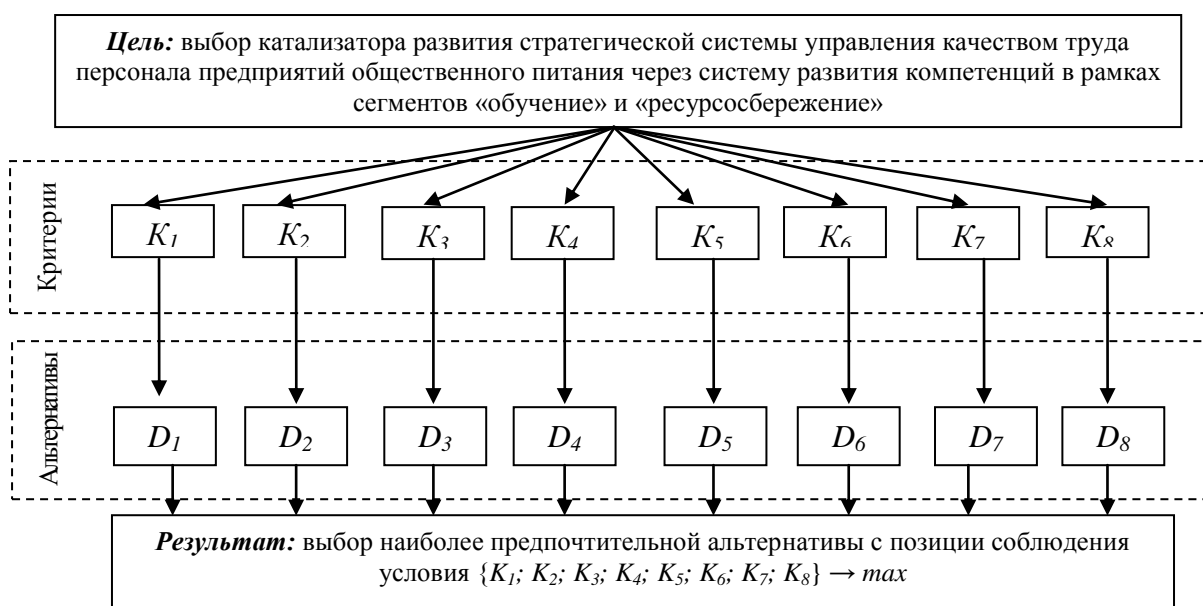 Цель: выбор катализатора развития стратегической системы управления качеством труда
персонала предприятий общественного питания через систему развития компетенций в рамках
сегментов «обучение» и «ресурсосбережение»
Критерии
K1 K2 K3 K4 K5 K6 K7 K8
Альтернативы
D1 D2 D3 D4 D5 D6 D7 D8
Результат: выбор наиболее предпочтительной альтернативы с позиции соблюдения
условия {K1; K2; K3; K4; K5; K6; K7; K8} → max